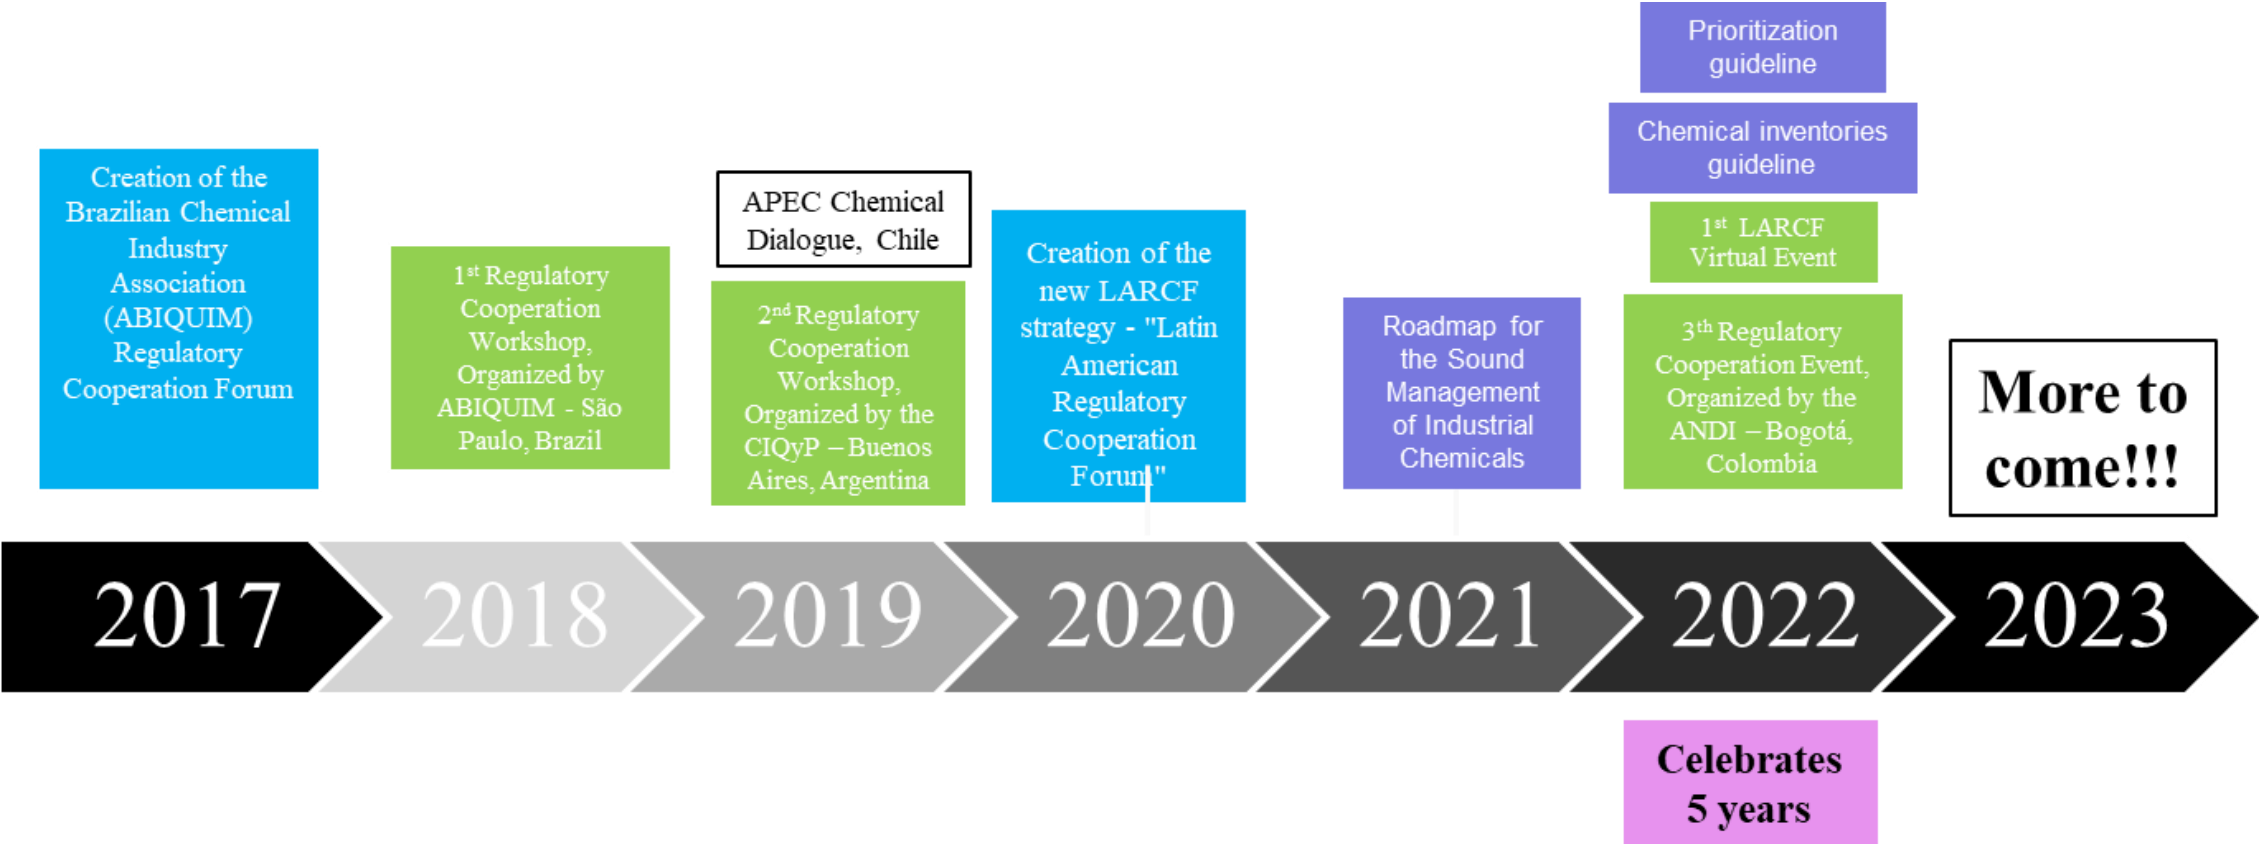 Creation of the
Brazilian Chemical
Industry
Association
(ABIQUIM)
Regulatory
Cooperation Forum
1st Regulatory
Cooperation
Workshop,
Organized by
ABIQUIM - São
Paulo, Brazil
APEC Chemical
Dialogue, Chile
2nd Regulatory
Cooperation
Workshop,
Organized by the
CIQyP – Buenos
Aires, Argentina
Creation of the
new LARCF
strategy - "Latin
American
Regulatory
Cooperation
Forum"
Roadmap for
the Sound
Management
of Industrial
Chemicals
Prioritization
guideline
Chemical inventories
guideline
1st LARCF
Virtual Event
3th Regulatory
Cooperation Event,
Organized by the
ANDI – Bogotá,
Colombia
More to
come!!!
2017
2018
2019
2020
2021
2022
2023
Celebrates
5 years